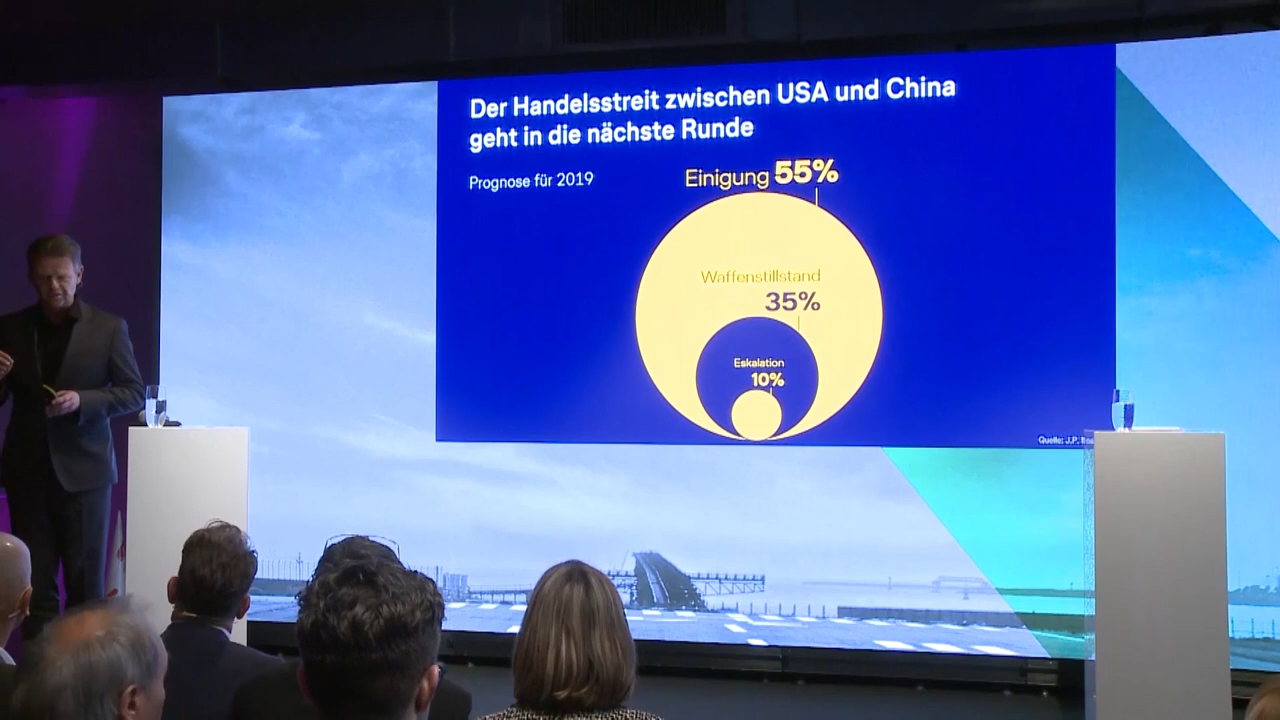 Der Handelsstreit zwischen USA und China
geht in die nächste Runde
Prognose für 2019
Einigung 55%
Waffenstillstand
35%
Eskalation
10%
Quelle: J.P.